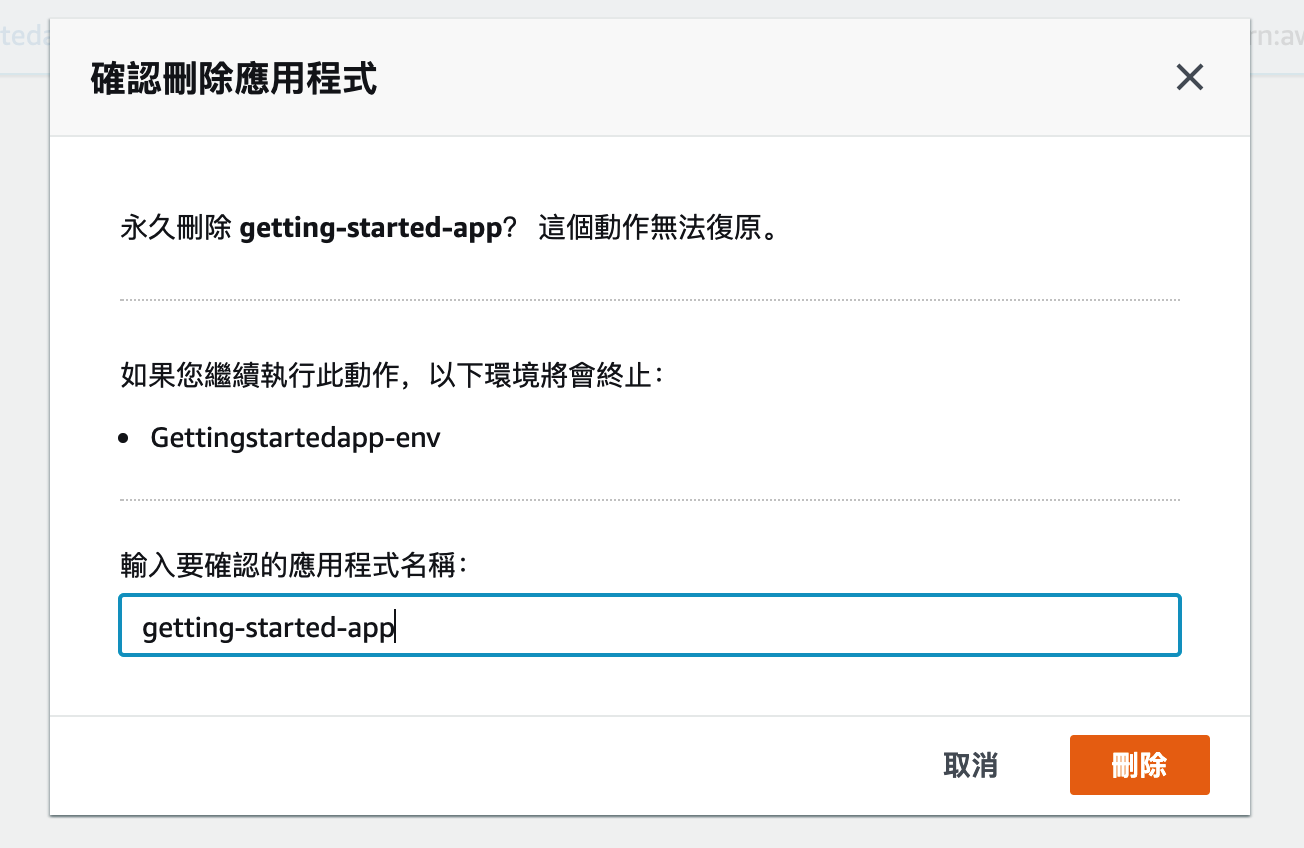 確認刪除應用程式
永久刪除 getting-started-app？ 這個動作無法復原。
如果您繼續執行此動作，以下環境將會終止：
• Gettingstartedapp-env
輸入要確認的應用程式名稱：
getting-started-app
取消
刪除